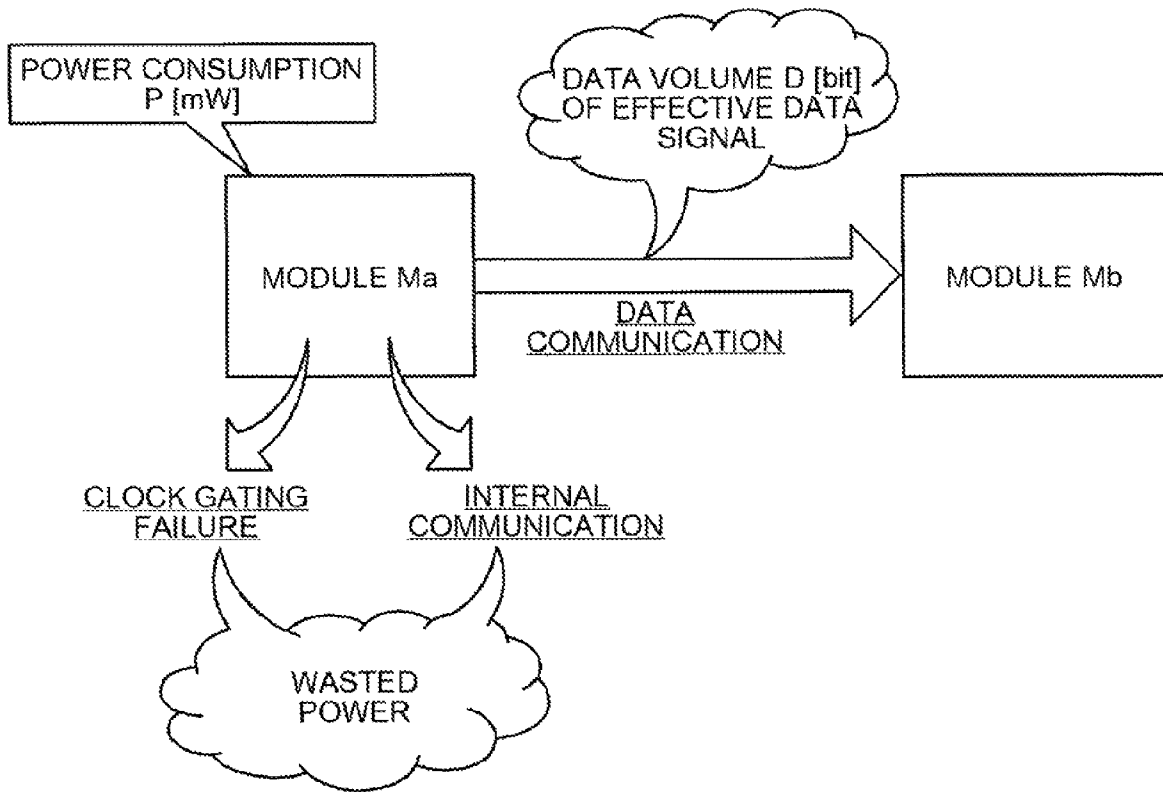 POWER CONSUMPTION
P [mW]
DATA VOLUME D [bit]
OF EFFECTIVE DATA
SIGNAL
MODULE Ma
MODULE Mb
DATA
COMMUNICATION
CLOCK GATING
FAILURE
INTERNAL
COMMUNICATION
WASTED
POWER